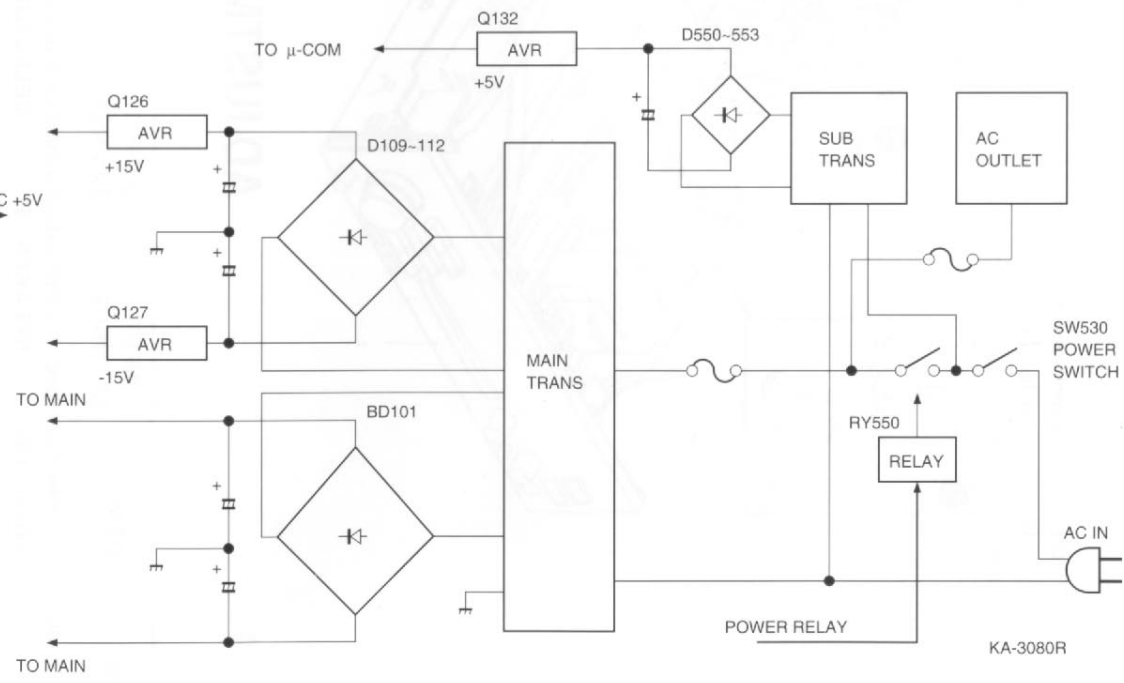 Q132
D550~553
TO μ-COM
AVR
+5V
Q126
AVR
+15V
D109~112
SUB
TRANS
AC
OUTLET
C +5V
Q127
AVR
-15V
MAIN
TRANS
SW530
POWER
SWITCH
TO MAIN
BD101
RY550
RELAY
AC IN
POWER RELAY
KA-3080R
TO MAIN